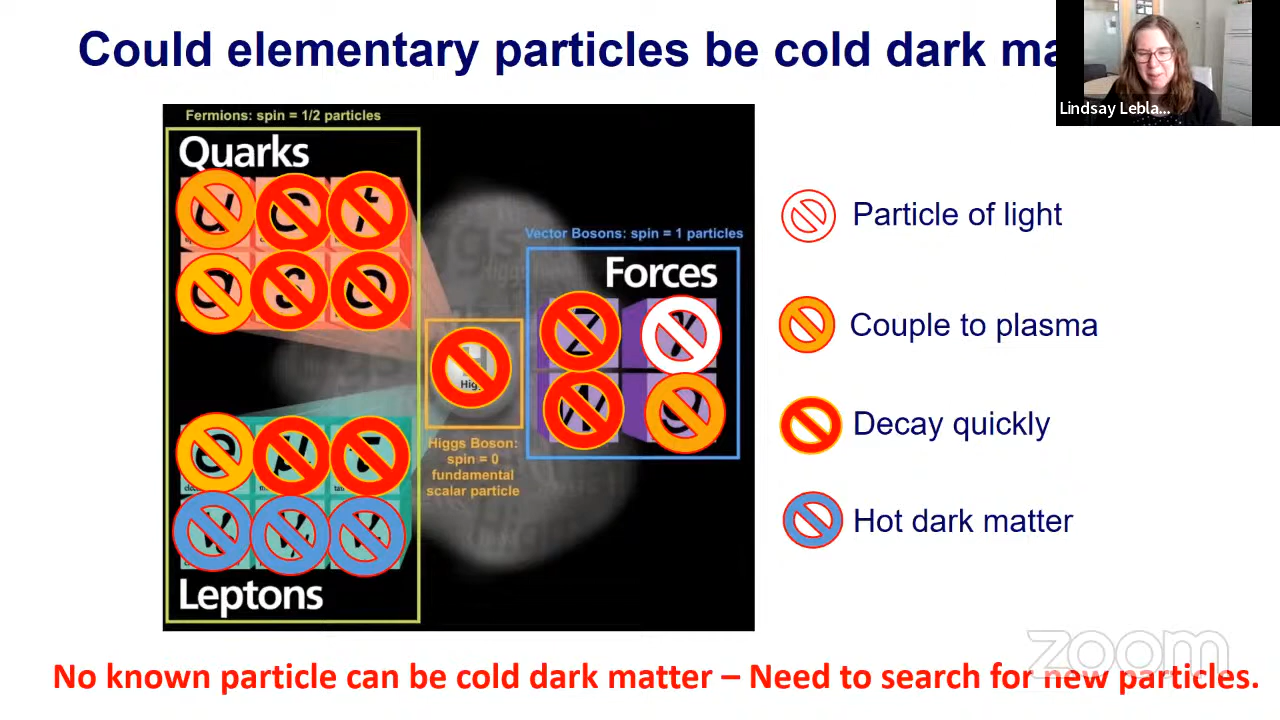 Could elementary particles be cold dark ma
Lindsay Lebla...
Fermions: spin = 1/2 particles
Quarks
Vector Bosons: spin = 1 particles
Forces
Higgs Boson:
spin = 0
fundamental
scalar particle
Leptons
Particle of light
Couple to plasma
Decay quickly
Hot dark matter
zoom
No known particle can be cold dark matter – Need to search for new particles.